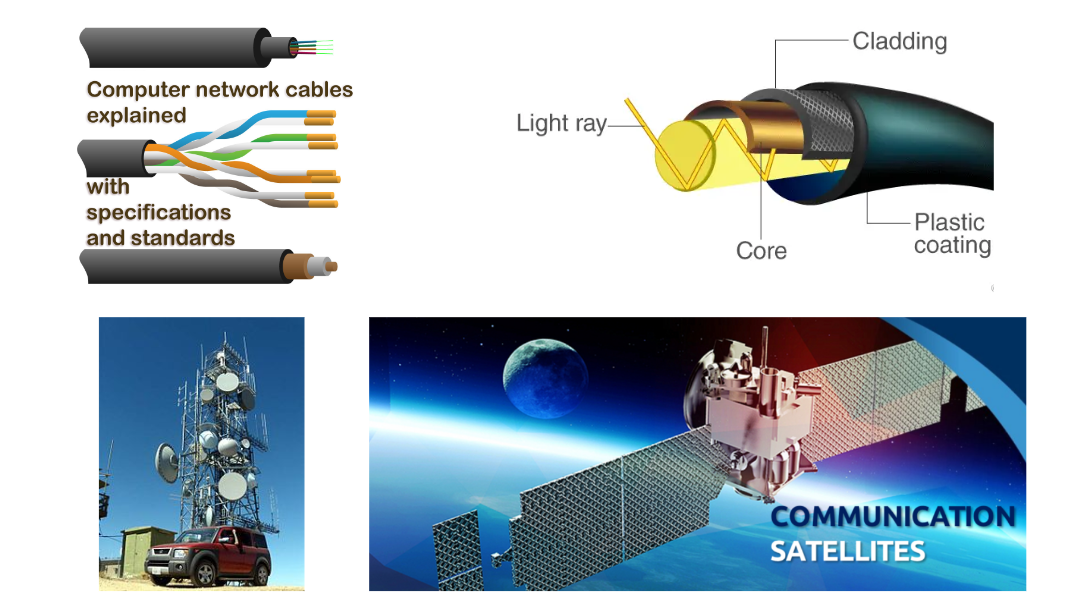 Computer network cables
explained
with
specifications
and standards
Cladding
Light ray
Core
Plastic
coating
COMMUNICATION
SATELLITES